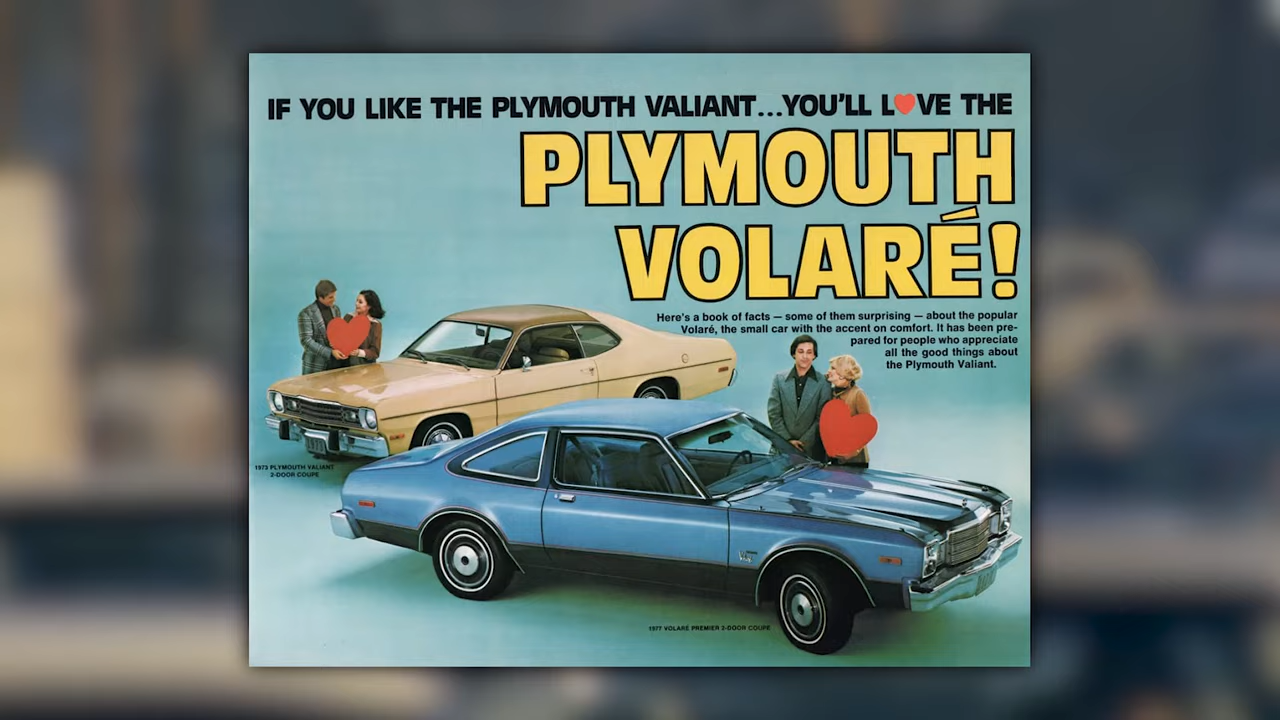 IF YOU LIKE THE PLYMOUTH VALIANT...YOU'LL L♥VE THE
PLYMOUTH
VOLARÉ!
Here's a book of facts — some of them surprising — about the popular
Volaré, the small car with the accent on comfort. It has been pre-
pared for people who appreciate
all the good things about
the Plymouth Valiant.
1973 PLYMOUTH VALIANT
2-DOOR COUPE
1977 VOLARÉ PREMIER 2-DOOR COUPE